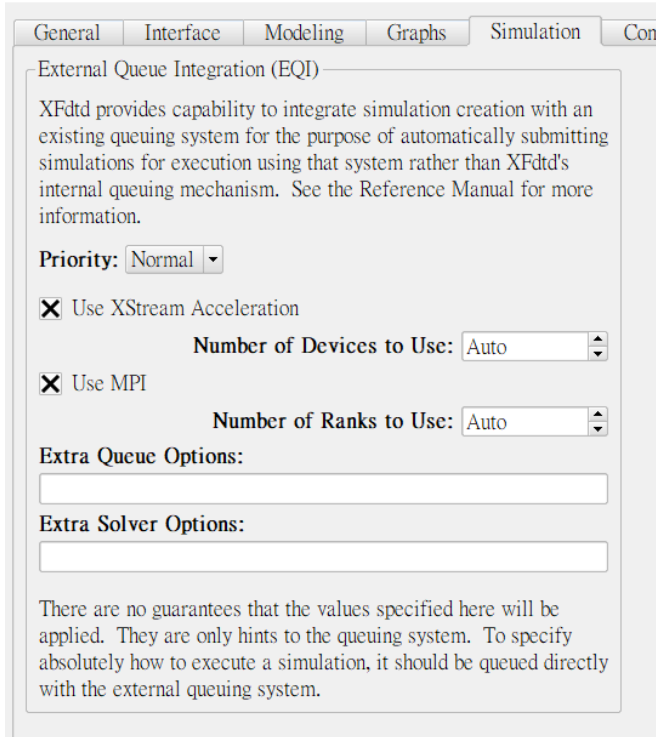 General Interface Modeling Graphs Simulation Con
External Queue Integration (EQI)
XFdtd provides capability to integrate simulation creation with an
existing queuing system for the purpose of automatically submitting
simulations for execution using that system rather than XFdtd's
internal queuing mechanism. See the Reference Manual for more
information.
Priority: Normal
Use XStream Acceleration
Number of Devices to Use: Auto
Use MPI
Number of Ranks to Use: Auto
Extra Queue Options:
Extra Solver Options:
There are no guarantees that the values specified here will be
applied. They are only hints to the queuing system. To specify
absolutely how to execute a simulation, it should be queued directly
with the external queuing system.